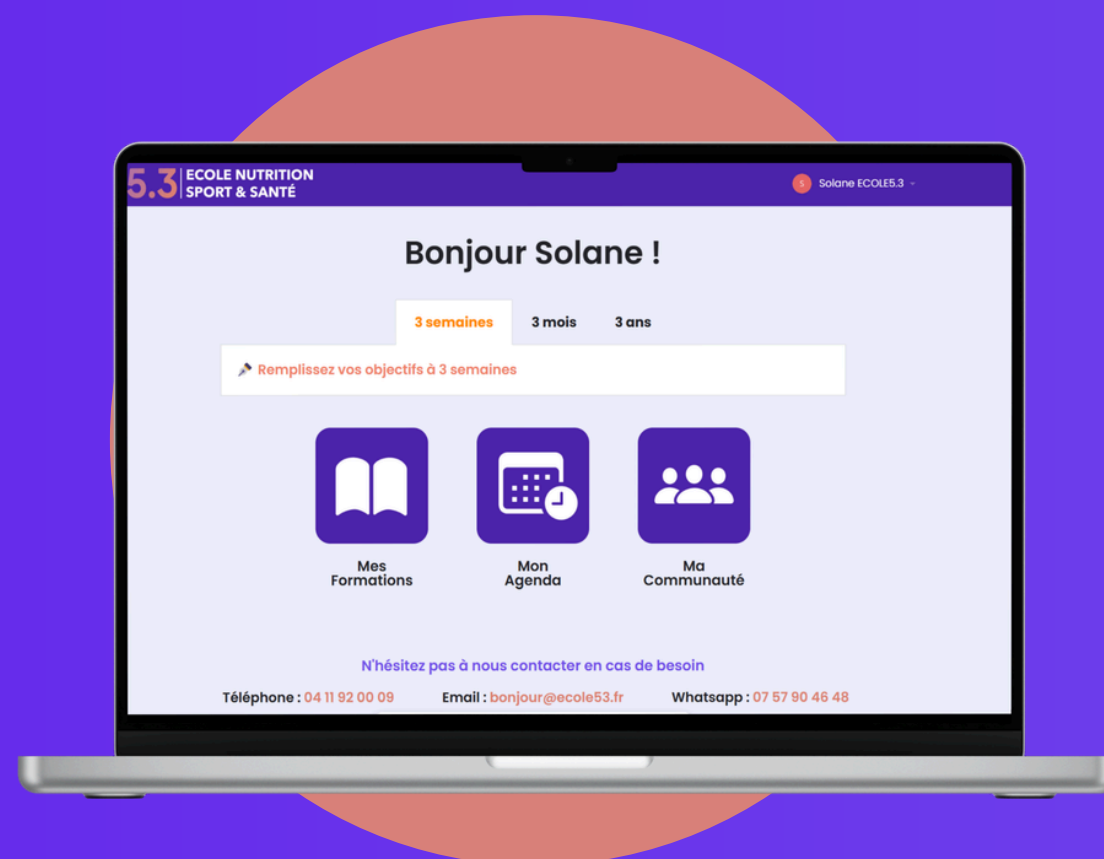 5.3 ECOLE NUTRITION
SPORT & SANTÉ
S Solane ECOLE5.3
Bonjour Solane !
3 semaines 3 mois 3 ans
Remplissez vos objectifs à 3 semaines
Mes
Formations
Mon
Agenda
Ma
Communauté
N'hésitez pas à nous contacter en cas de besoin
Téléphone : 04 11 92 00 09 Email : bonjour@ecole53.fr Whatsapp : 07 57 90 46 48